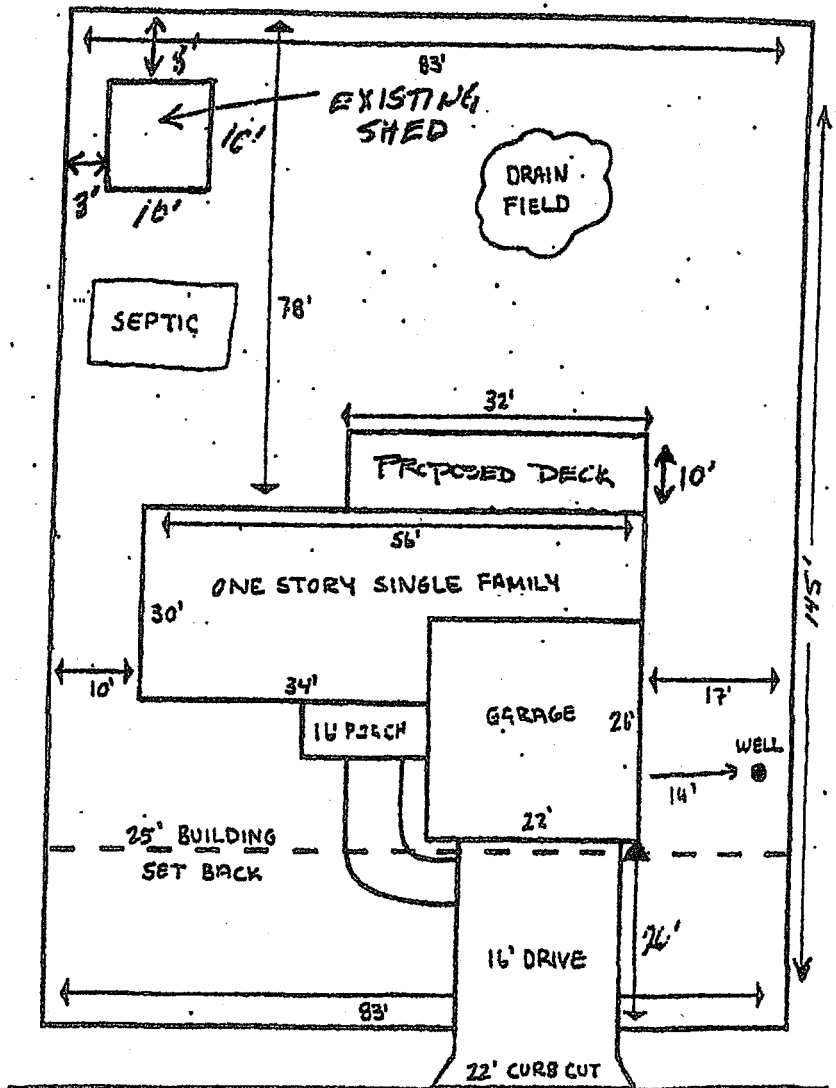 83'
EXISTING
SHED
16'
3'
16'
DRAIN
FIELD
SEPTIC
78'
32'
PROPOSED DECK
10'
56'
ONE STORY SINGLE FAMILY
30'
145'
10'
34'
GARAGE
26'
17'
16' PORCH
WELL
14'
22'
25' BUILDING
SET BACK
26'
16' DRIVE
83'
22' CURB CUT